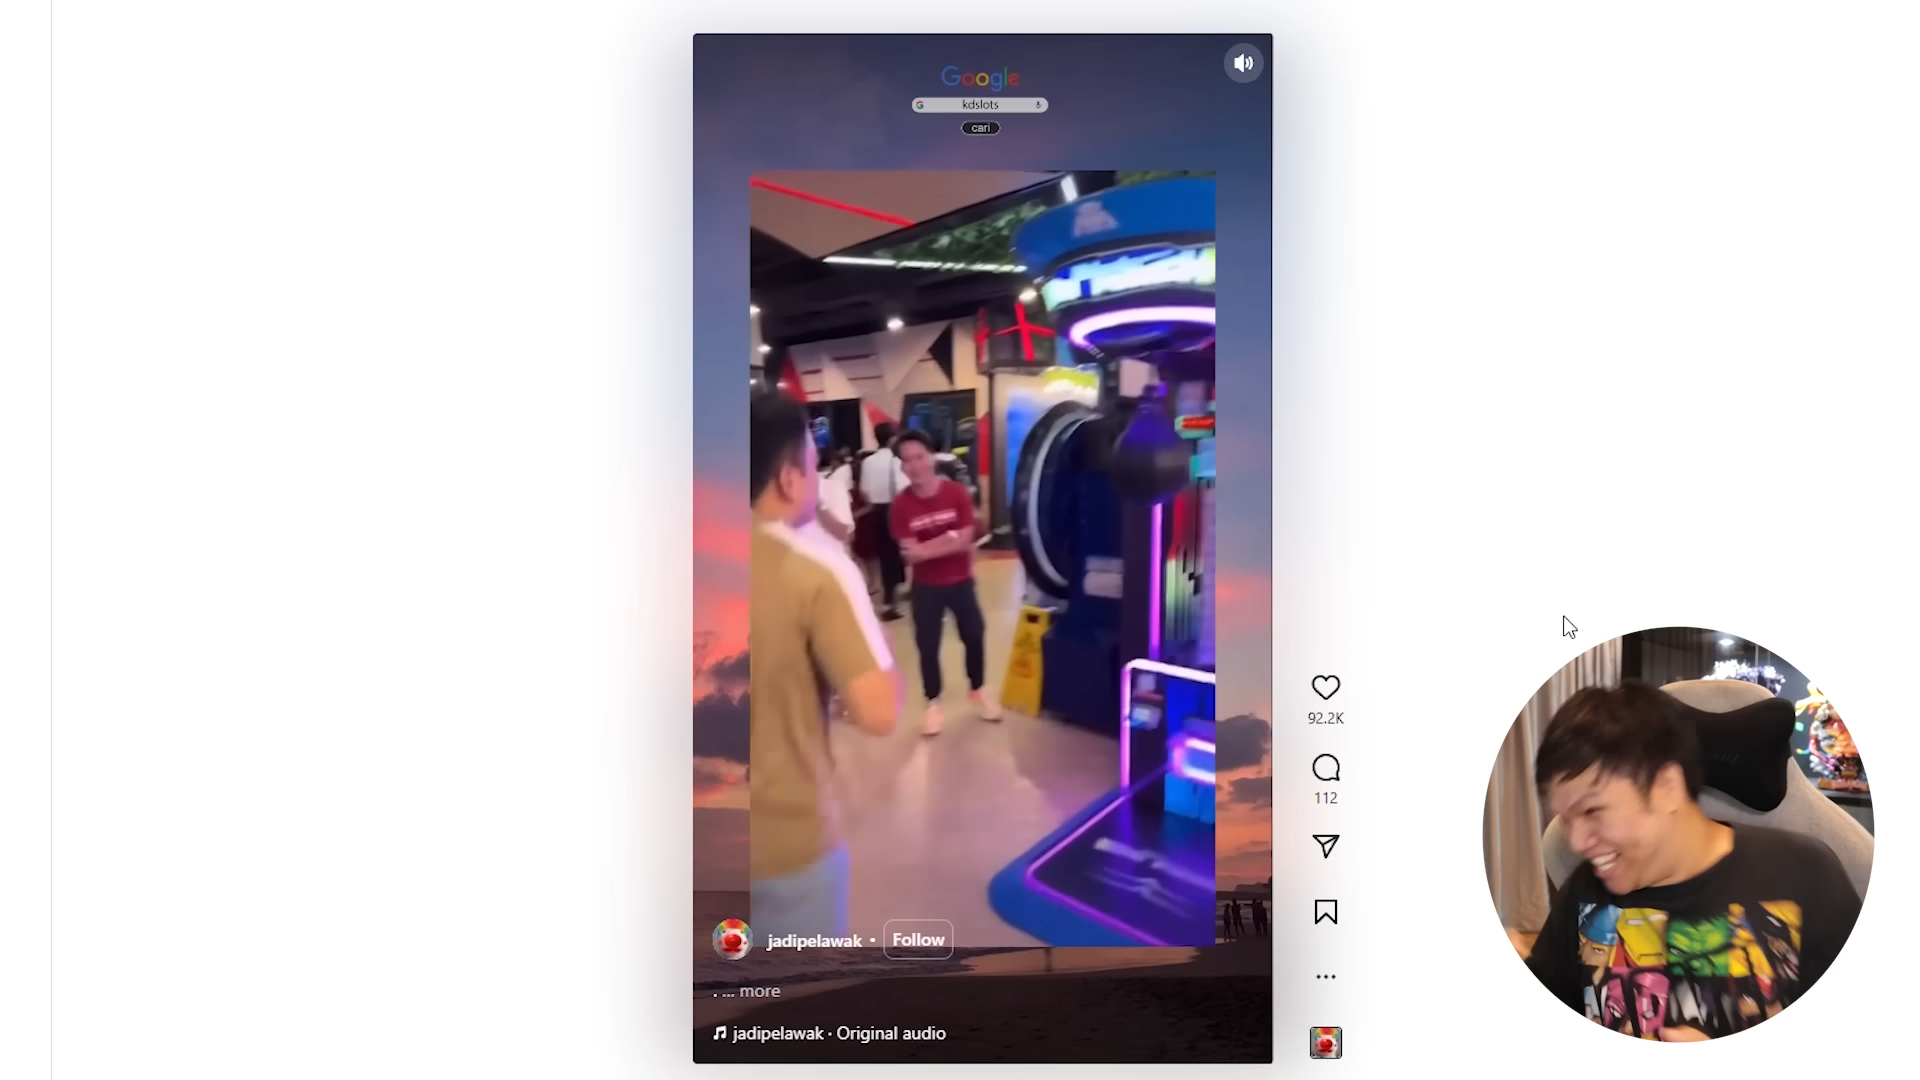 Google
kdslots
cari
92.2K
112
jadipelawak • Follow
. ... more
jadipelawak · Original audio